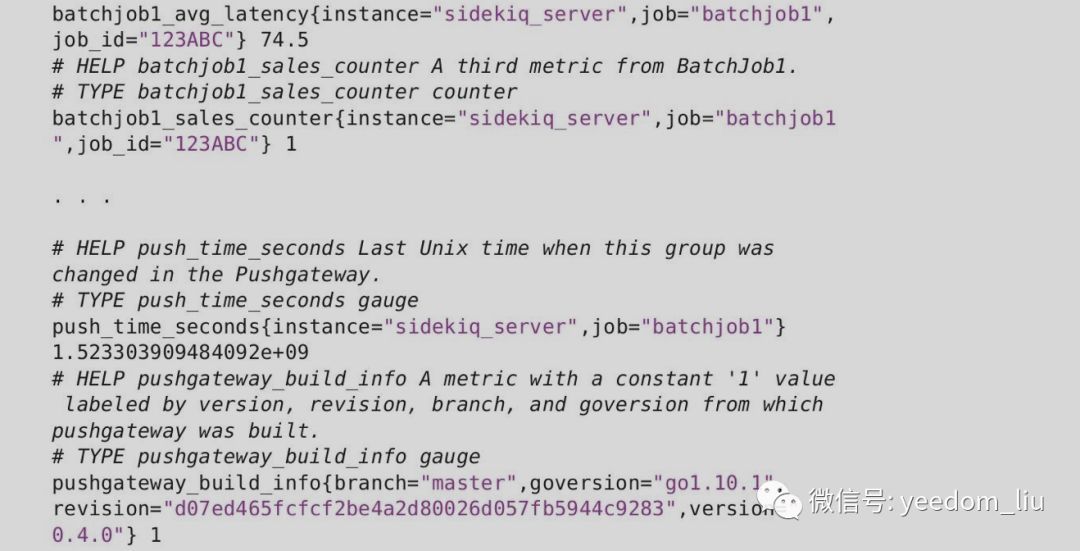 batchjob1_avg_latency{instance="sidekiq_server",job="batchjob1",
job_id="123ABC"} 74.5
# HELP batchjob1_sales_counter A third metric from BatchJob1.
# TYPE batchjob1_sales_counter counter
batchjob1_sales_counter{instance="sidekiq_server",job="batchjob1
",job_id="123ABC"} 1
. . .
# HELP push_time_seconds Last Unix time when this group was
changed in the Pushgateway.
# TYPE push_time_seconds gauge
push_time_seconds{instance="sidekiq_server",job="batchjob1"}
1.523303909484092e+09
# HELP pushgateway_build_info A metric with a constant '1' value
labeled by version, revision, branch, and goversion from which
pushgateway was built.
# TYPE pushgateway_build_info gauge
pushgateway_build_info{branch="master",goversion="go1.10.1"
revision="d07ed465fcfcf2be4a2d80026d057fb5944c9283",version
0.4.0"} 1
微信号: yeedom_liu